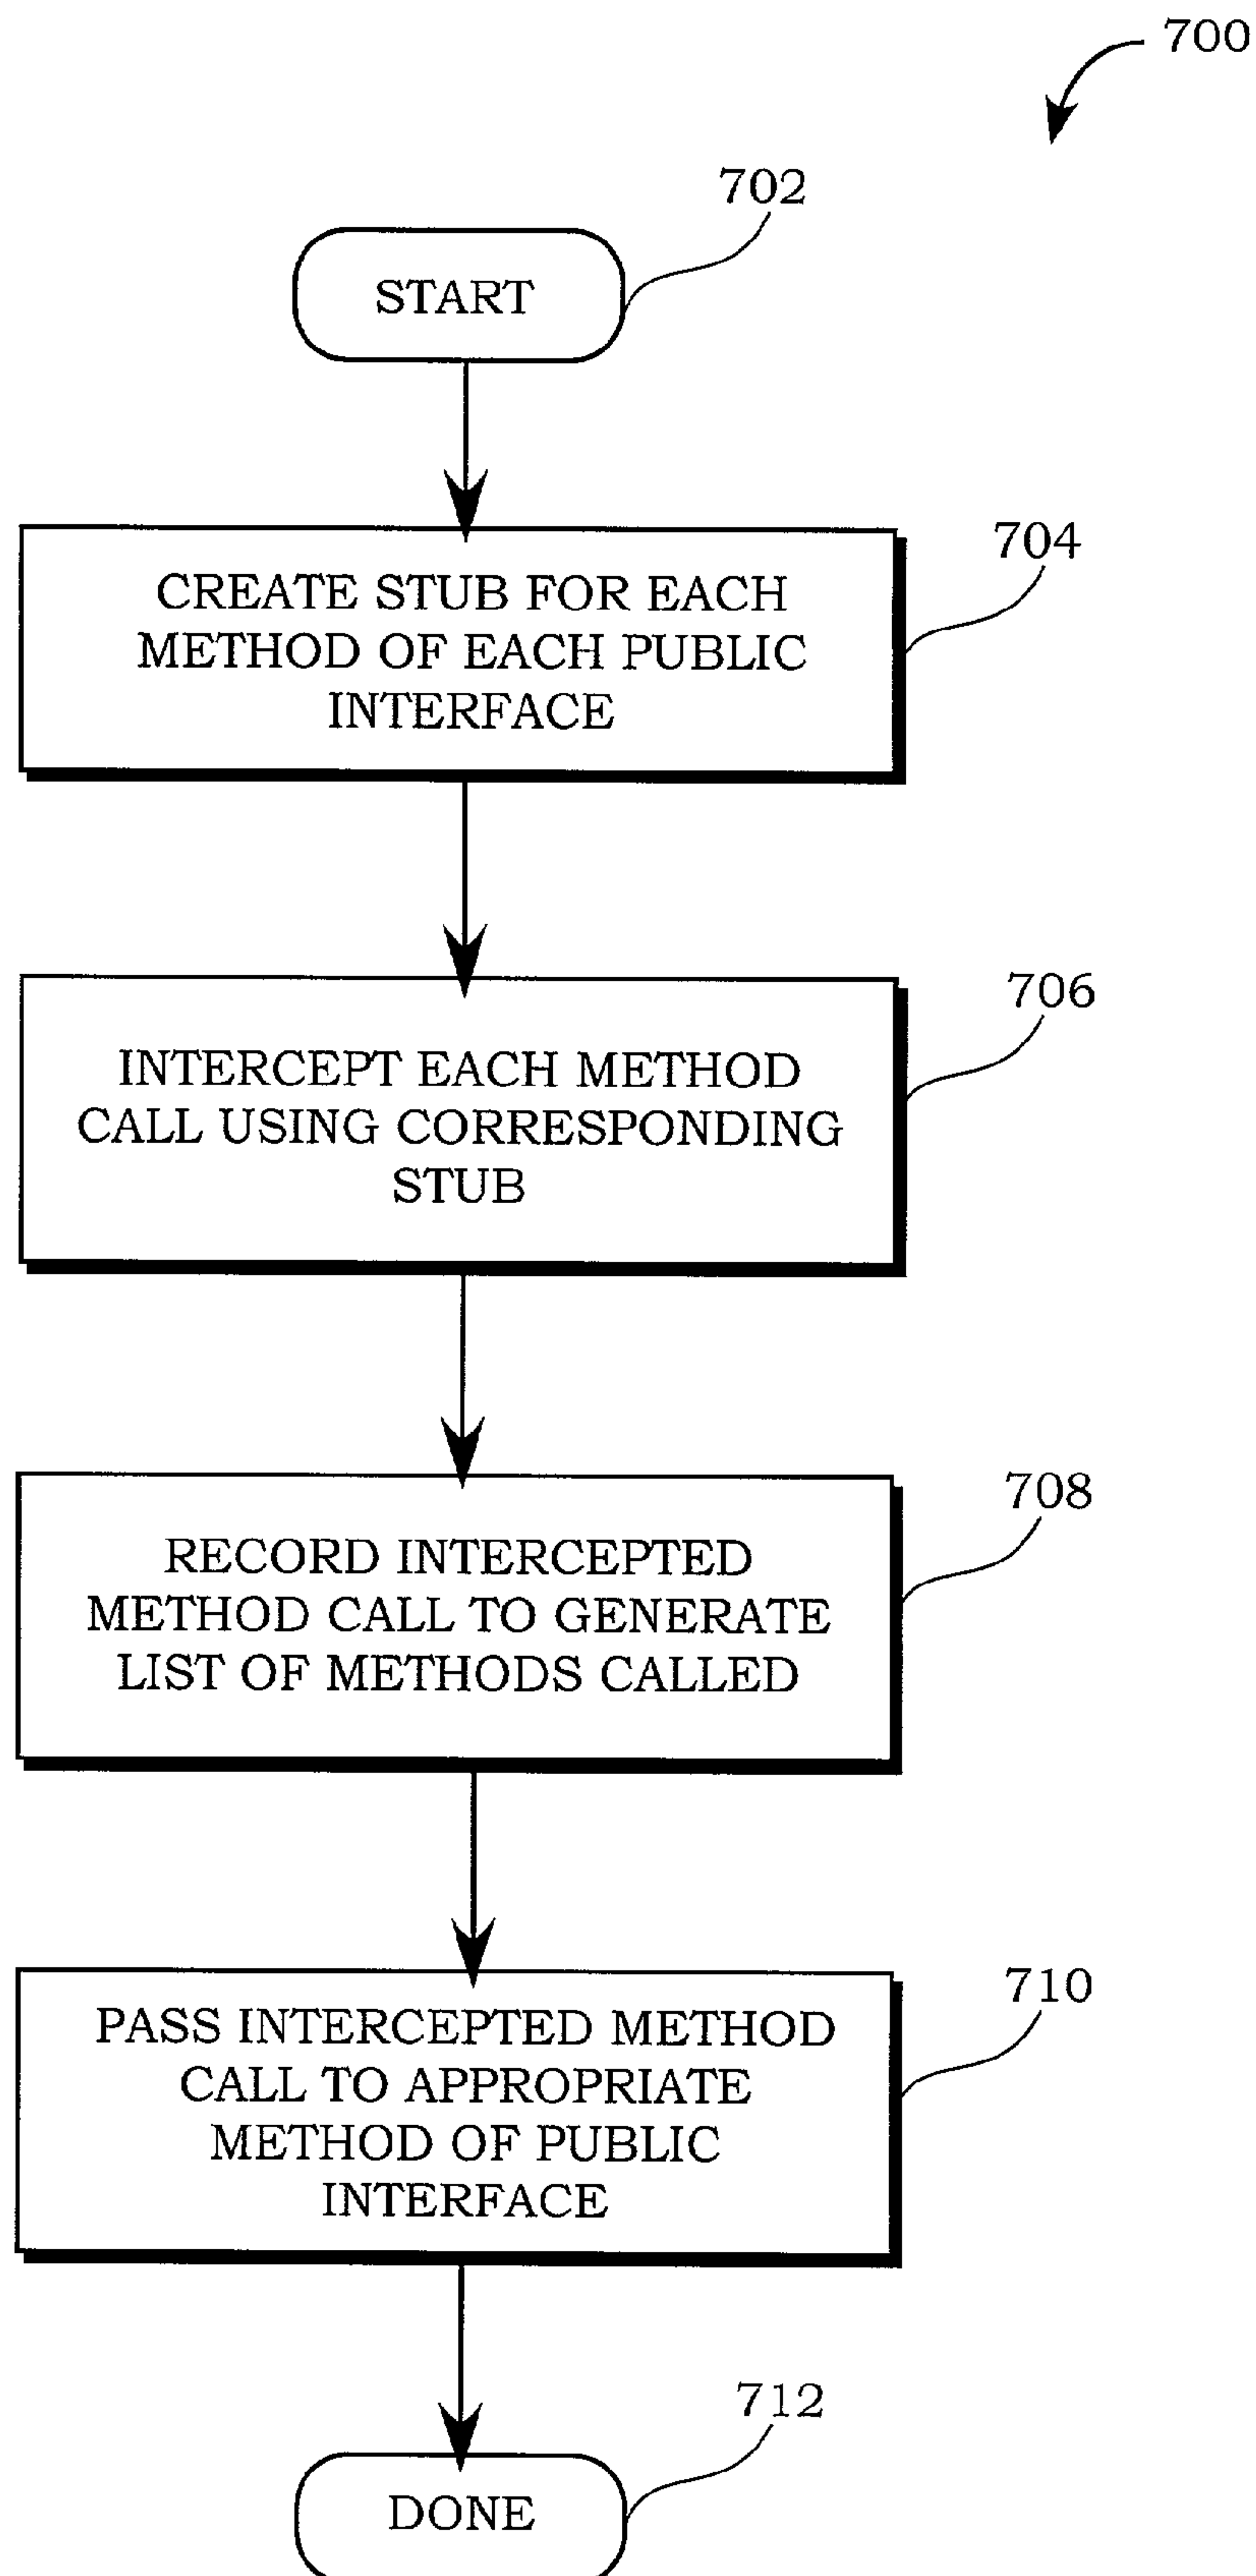 700
702
START
704
CREATE STUB FOR EACH
METHOD OF EACH PUBLIC
INTERFACE
706
INTERCEPT EACH METHOD
CALL USING CORRESPONDING
STUB
708
RECORD INTERCEPTED
METHOD CALL TO GENERATE
LIST OF METHODS CALLED
710
PASS INTERCEPTED METHOD
CALL TO APPROPRIATE
METHOD OF PUBLIC
INTERFACE
712
DONE